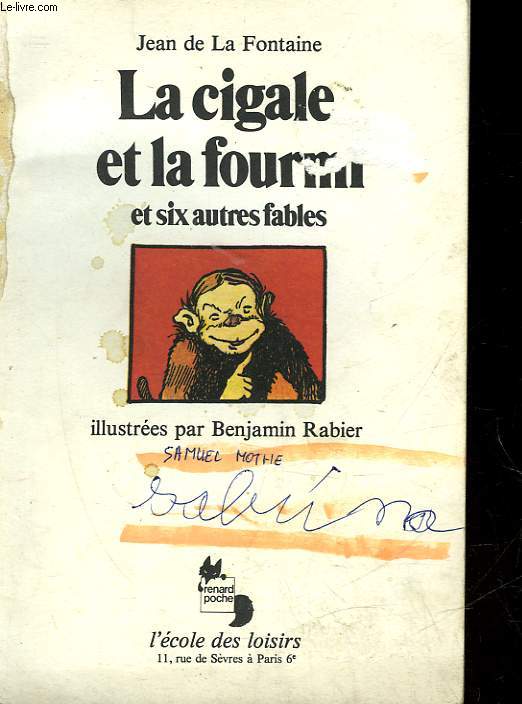 Le-livre.com
Jean de La Fontaine
La cigale
et la fourmi
et six autres fables
illustrées par Benjamin Rabier
SAMUEL MOTHE
renard
poche
l'école des loisirs
11, rue de Sèvres à Paris 6e